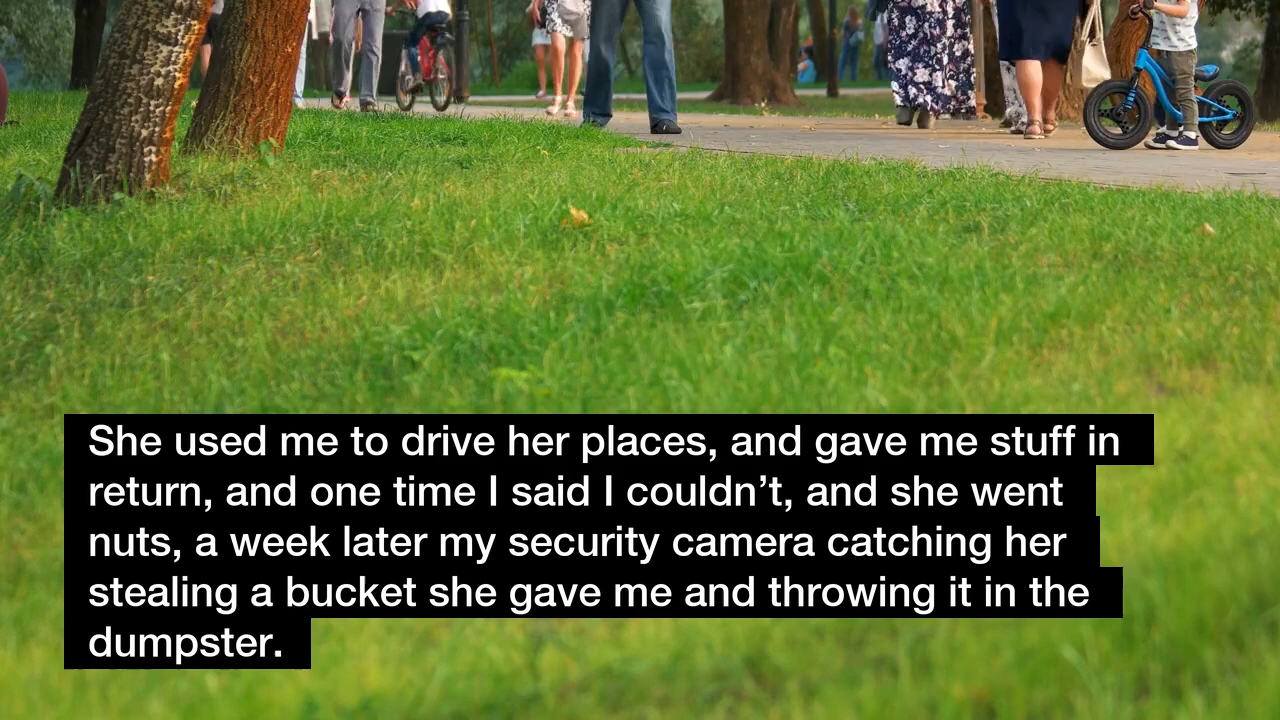 She used me to drive her places, and gave me stuff in
return, and one time I said I couldn’t, and she went
nuts, a week later my security camera catching her
stealing a bucket she gave me and throwing it in the
dumpster.